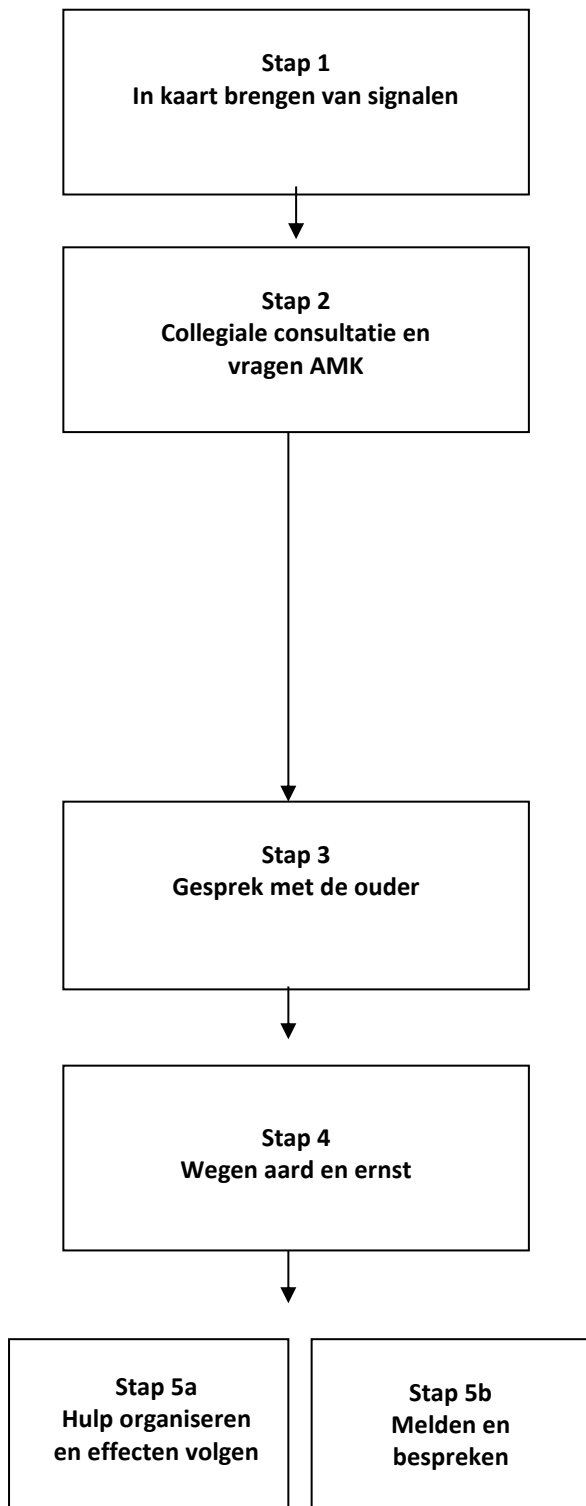 Stap 1
In kaart brengen van signalen
Stap 2
Collegiale consultatie en
vragen AMK
Stap 3
Gesprek met de ouder
Stap 4
Wegen aard en ernst
Stap 5a
Hulp organiseren
en effecten volgen
Stap 5b
Melden en
bespreken